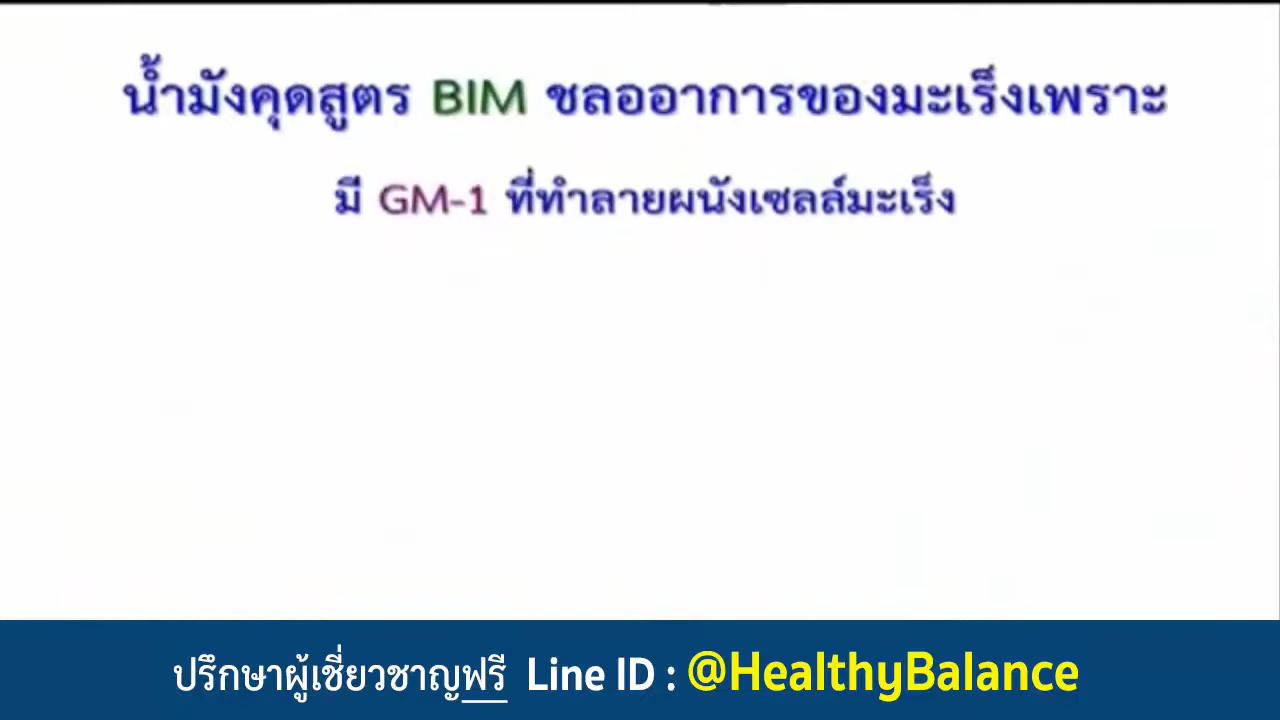 น้ำมังคุดสูตร BIM ชลออาการของมะเร็งเพราะ
มี GM-1 ที่ทำลายผนังเซลล์มะเร็ง
ปรึกษาผู้เชี่ยวชาญฟรี Line ID : @HealthyBalance